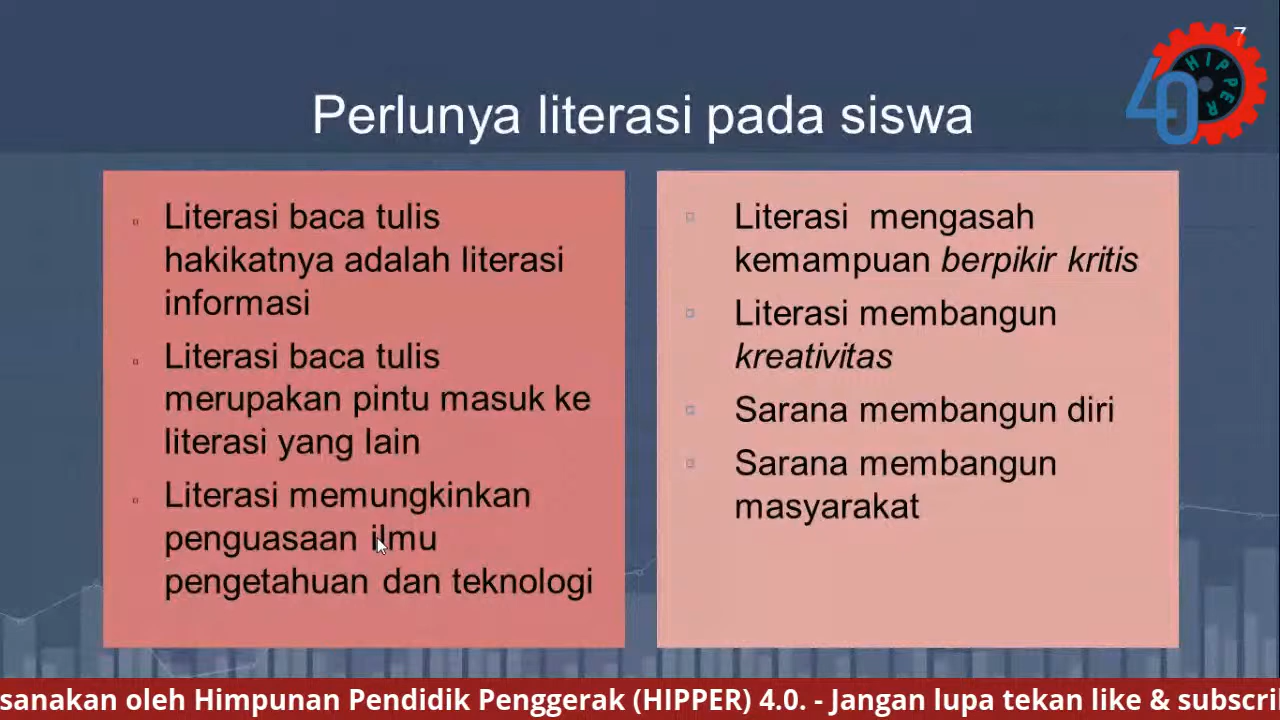 7
40
HIPPER
Perlunya literasi pada siswa
Literasi baca tulis
hakikatnya adalah literasi
informasi
Literasi baca tulis
merupakan pintu masuk ke
literasi yang lain
Literasi memungkinkan
penguasaan ilmu
pengetahuan dan teknologi
Literasi mengasah
kemampuan berpikir kritis
Literasi membangun
kreativitas
Sarana membangun diri
Sarana membangun
masyarakat
sanakan oleh Himpunan Pendidik Penggerak (HIPPER) 4.0. - Jangan lupa tekan like & subscri